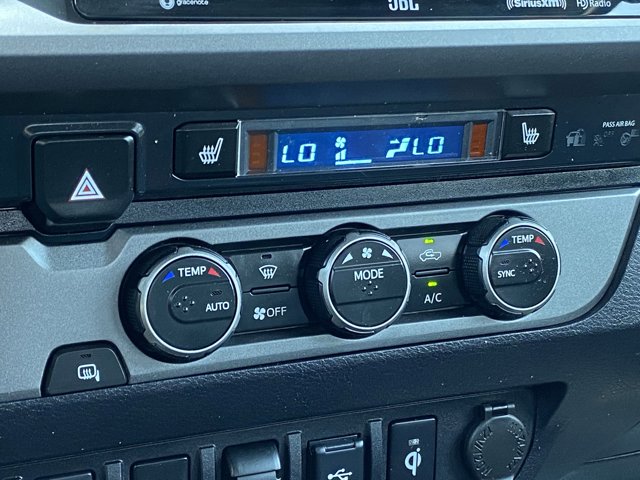 gracenote
JBL
((SiriusXM))
HD Radio
PASS AIR BAG
OFF
LO
LO
TEMP
AUTO
OFF
MODE
A/C
TEMP
SYNC